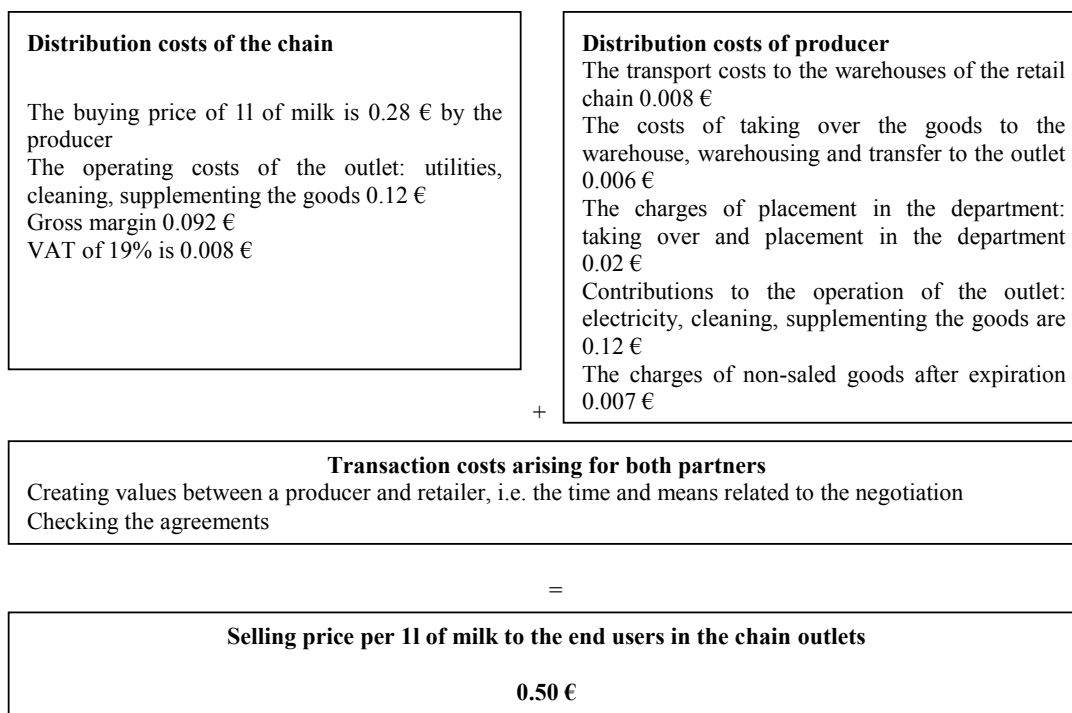 Distribution costs of the chain
The buying price of 1l of milk is 0.28 € by the
producer
The operating costs of the outlet: utilities,
cleaning, supplementing the goods 0.12 €
Gross margin 0.092 €
VAT of 19% is 0.008 €
Distribution costs of producer
The transport costs to the warehouses of the retail
chain 0.008 €
The costs of taking over the goods to the
warehouse, warehousing and transfer to the outlet
0.006 €
The charges of placement in the department:
taking over and placement in the department
0.02 €
Contributions to the operation of the outlet:
electricity, cleaning, supplementing the goods are
0.12 €
The charges of non-saled goods after expiration
0.007 €
+
Transaction costs arising for both partners
Creating values between a producer and retailer, i.e. the time and means related to the negotiation
Checking the agreements
=
Selling price per 1l of milk to the end users in the chain outlets
0.50 €